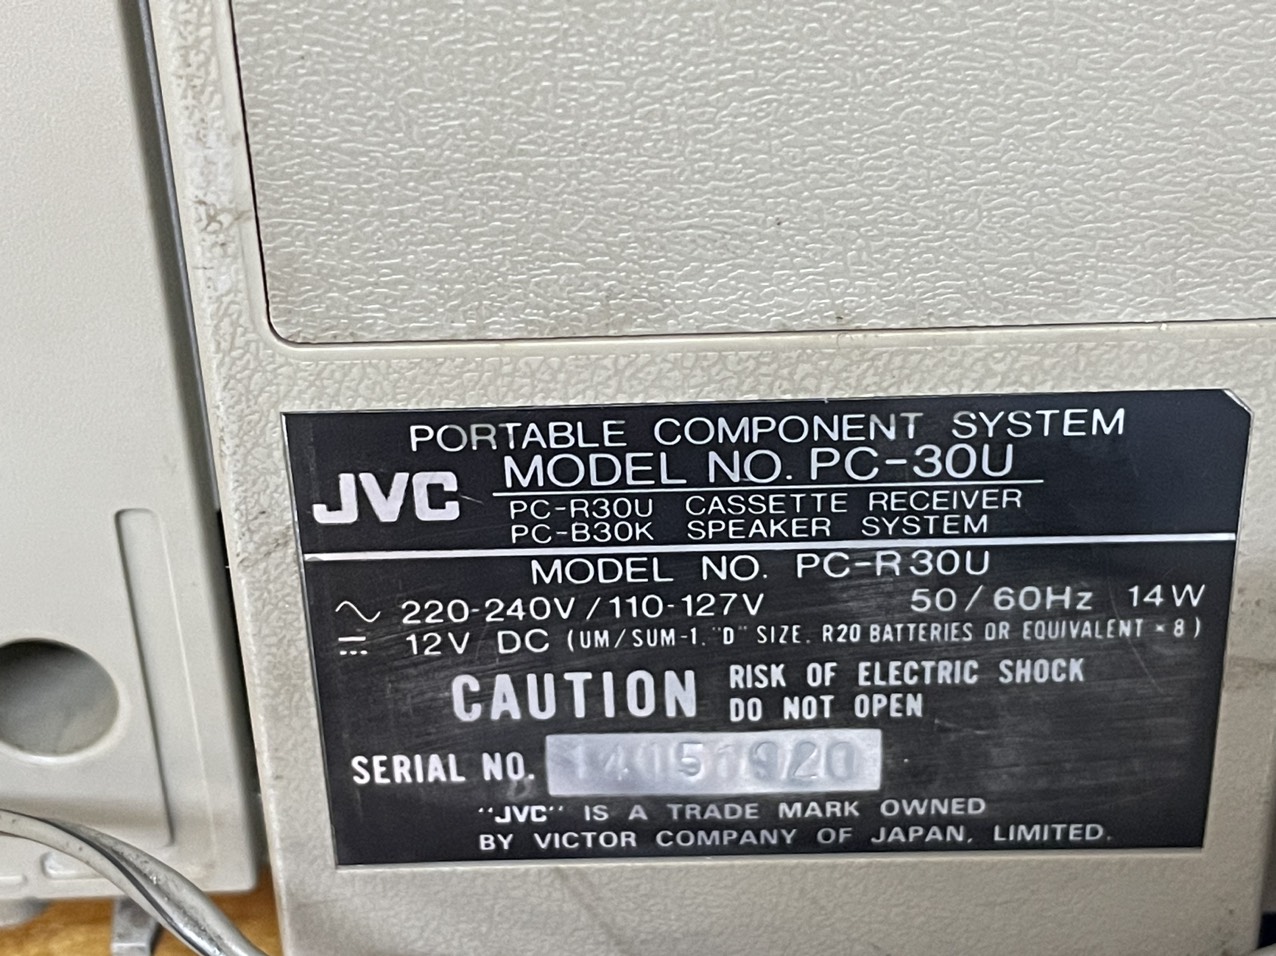 PORTABLE COMPONENT SYSTEM
JVC MODEL NO. PC-30U
PC-R30U CASSETTE RECEIVER
PC-B30K SPEAKER SYSTEM
MODEL NO. PC-R30U
220-240V/110-127V 50/60Hz 14W
12V DC (UM/SUM-1. "D" SIZE. R20 BATTERIES OR EQUIVALENT × 8)
CAUTION RISK OF ELECTRIC SHOCK
DO NOT OPEN
SERIAL NO.
"JVC" IS A TRADE MARK OWNED
BY VICTOR COMPANY OF JAPAN, LIMITED.